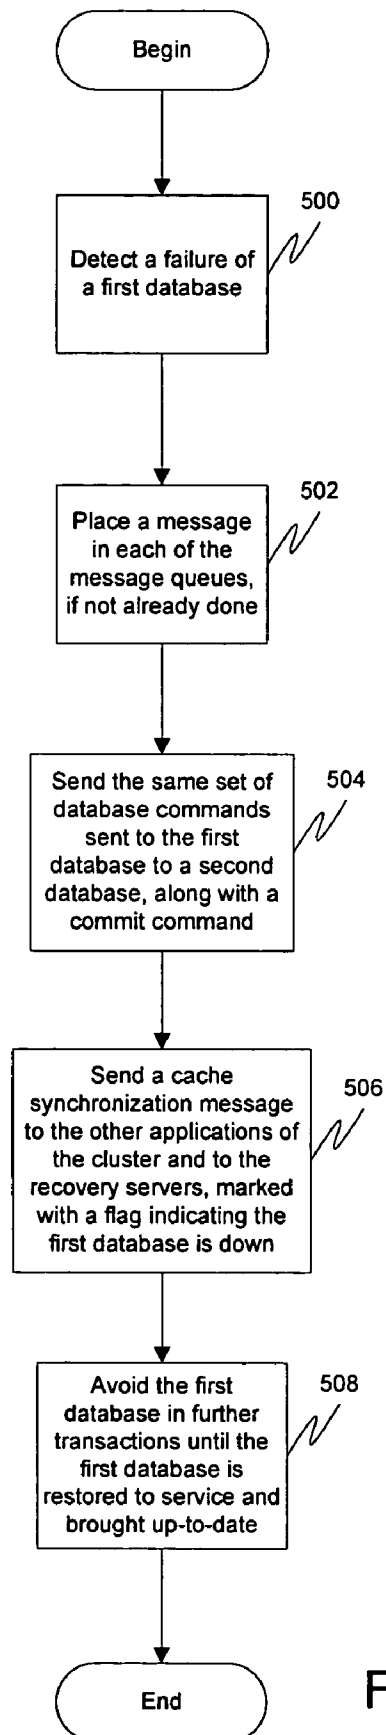 Begin
500
Detect a failure of
a first database
502
Place a message
in each of the
message queues,
if not already done
504
Send the same set of
database commands
sent to the first
database to a second
database, along with a
commit command
506
Send a cache
synchronization message
to the other applications of
the cluster and to the
recovery servers, marked
with a flag indicating the
first database is down
508
Avoid the first
database in further
transactions until the
first database is
restored to service and
brought up-to-date
End
F